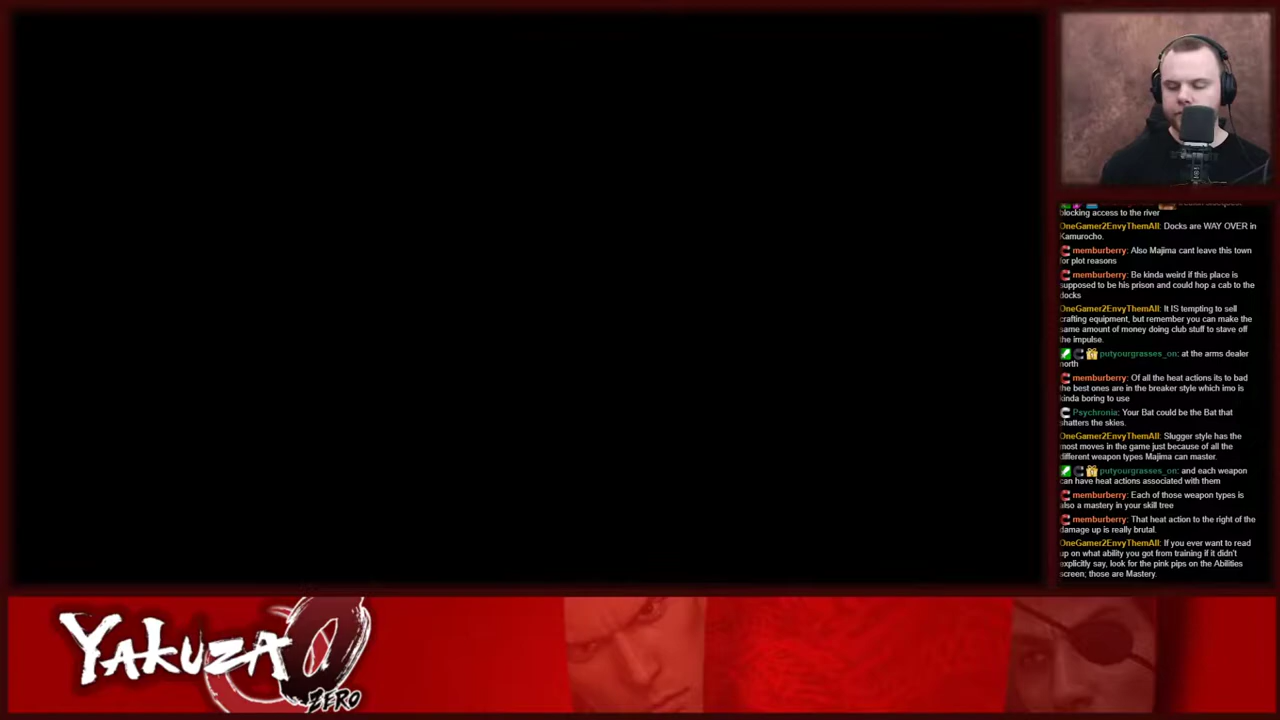 blocking access to the river
OneGamer2EnvyThemAll: Docks are WAY OVER in
Kamurocho.
memburberry: Also Majima cant leave this town
for plot reasons
memburberry: Be kinda weird if this place is
supposed to be his prison and could hop a cab to the
docks
OneGamer2EnvyThemAll: It IS tempting to sell
crafting equipment, but remember you can make the
same amount of money doing club stuff to stave off
the impulse.
putyourgrasses_on: at the arms dealer
north
memburberry: Of all the heat actions its to bad
the best ones are in the breaker style which imo is
kinda boring to use
Psychronia: Your Bat could be the Bat that
shatters the skies.
OneGamer2EnvyThemAll: Slugger style has the
most moves in the game just because of all the
different weapon types Majima can master.
putyourgrasses_on: and each weapon
can have heat actions associated with them
memburberry: Each of those weapon types is
also a mastery in your skill tree
memburberry: That heat action to the right of the
damage up is really brutal.
OneGamer2EnvyThemAll: If you ever want to read
up on what ability you got from training if it didn't
explicitly say, look for the pink pips on the Abilities
screen; those are Mastery.
YAKUZA 0
ZERO